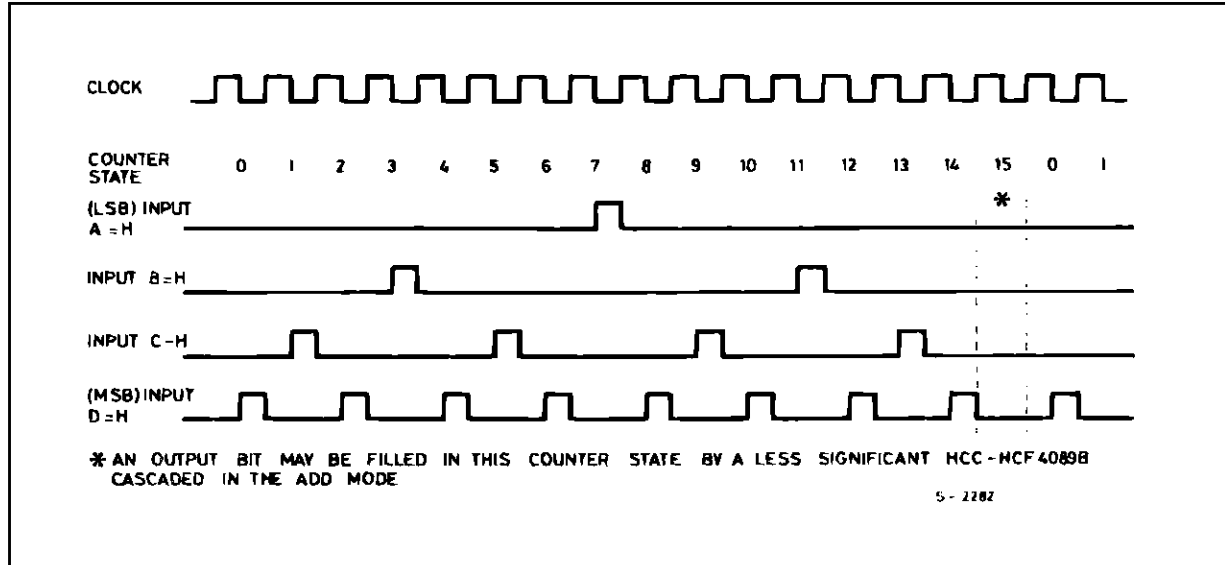 CLOCK
COUNTER
STATE
0 1 2 3 4 5 6 7 8 9 10 11 12 13 14 15 0 1
(LSB) INPUT
A = H
*
INPUT B = H
INPUT C - H
(MSB) INPUT
D = H
* AN OUTPUT BIT MAY BE FILLED IN THIS COUNTER STATE BY A LESS SIGNIFICANT HCC - HCF 4089B
CASCADED IN THE ADD MODE
S - 2282